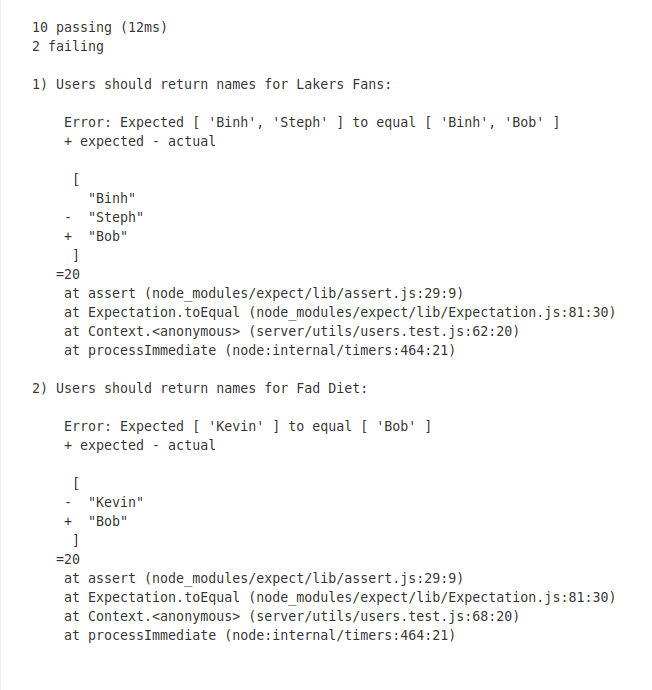 10 passing (12ms)
2 failing
1) Users should return names for Lakers Fans:
Error: Expected [ 'Binh', 'Steph' ] to equal [ 'Binh', 'Bob' ]
+ expected - actual
[
"Binh"
- "Steph"
+ "Bob"
]
=20
at assert (node_modules/expect/lib/assert.js:29:9)
at Expectation.toEqual (node_modules/expect/lib/Expectation.js:81:30)
at Context.<anonymous> (server/utils/users.test.js:62:20)
at processImmediate (node:internal/timers:464:21)
2) Users should return names for Fad Diet:
Error: Expected [ 'Kevin' ] to equal [ 'Bob' ]
+ expected - actual
[
- "Kevin"
+ "Bob"
]
=20
at assert (node_modules/expect/lib/assert.js:29:9)
at Expectation.toEqual (node_modules/expect/lib/Expectation.js:81:30)
at Context.<anonymous> (server/utils/users.test.js:68:20)
at processImmediate (node:internal/timers:464:21)